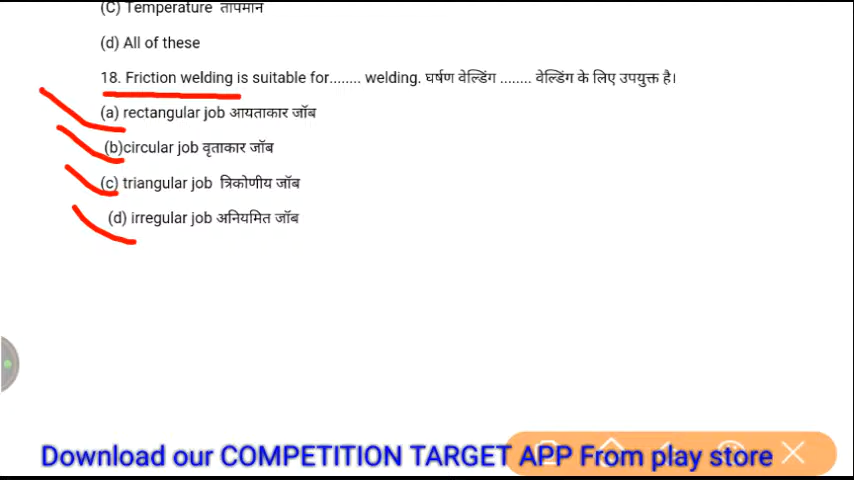 (C) Temperature तापमान
(d) All of these
18. Friction welding is suitable for........ welding. घर्षण वेल्डिंग ........ वेल्डिंग के लिए उपयुक्त है।
(a) rectangular job आयताकार जॉब
(b)circular job वृताकार जॉब
(c) triangular job त्रिकोणीय जॉब
(d) irregular job अनियमित जॉब
Download our COMPETITION TARGET APP From play store